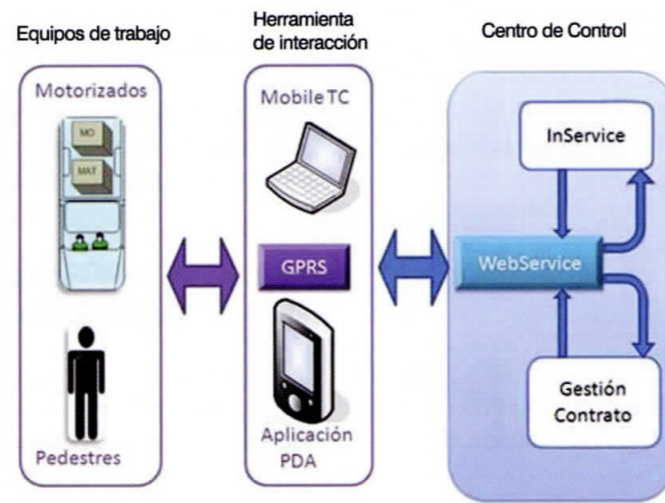 Equipos de trabajo
Herramienta
de interacción
Centro de Control
Motorizados
MO
MAT
Pedestres
Mobile TC
GPRS
Aplicación
PDA
InService
WebService
Gestión
Contrato